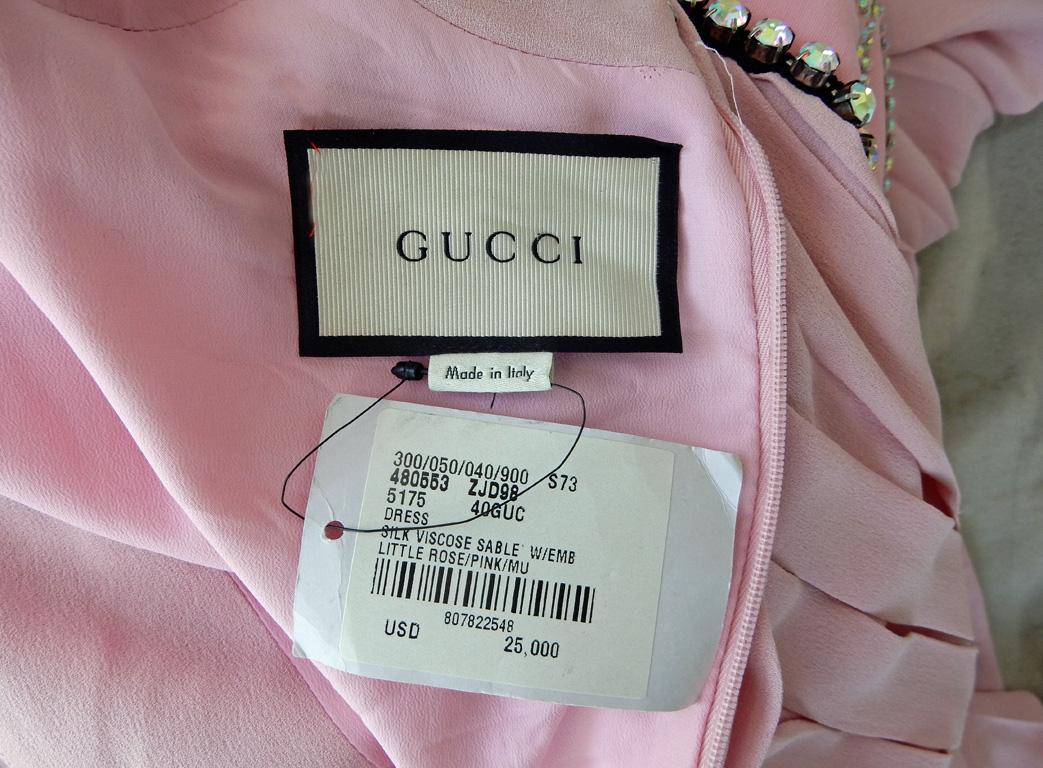 GUCCI
Made in Italy
300/050/040/900 S73
480553 ZJD98
5175 40GUC
DRESS
SILK VISCOSE SABLE W/EMB
LITTLE ROSE/PINK/MU
807822548
USD 25,000